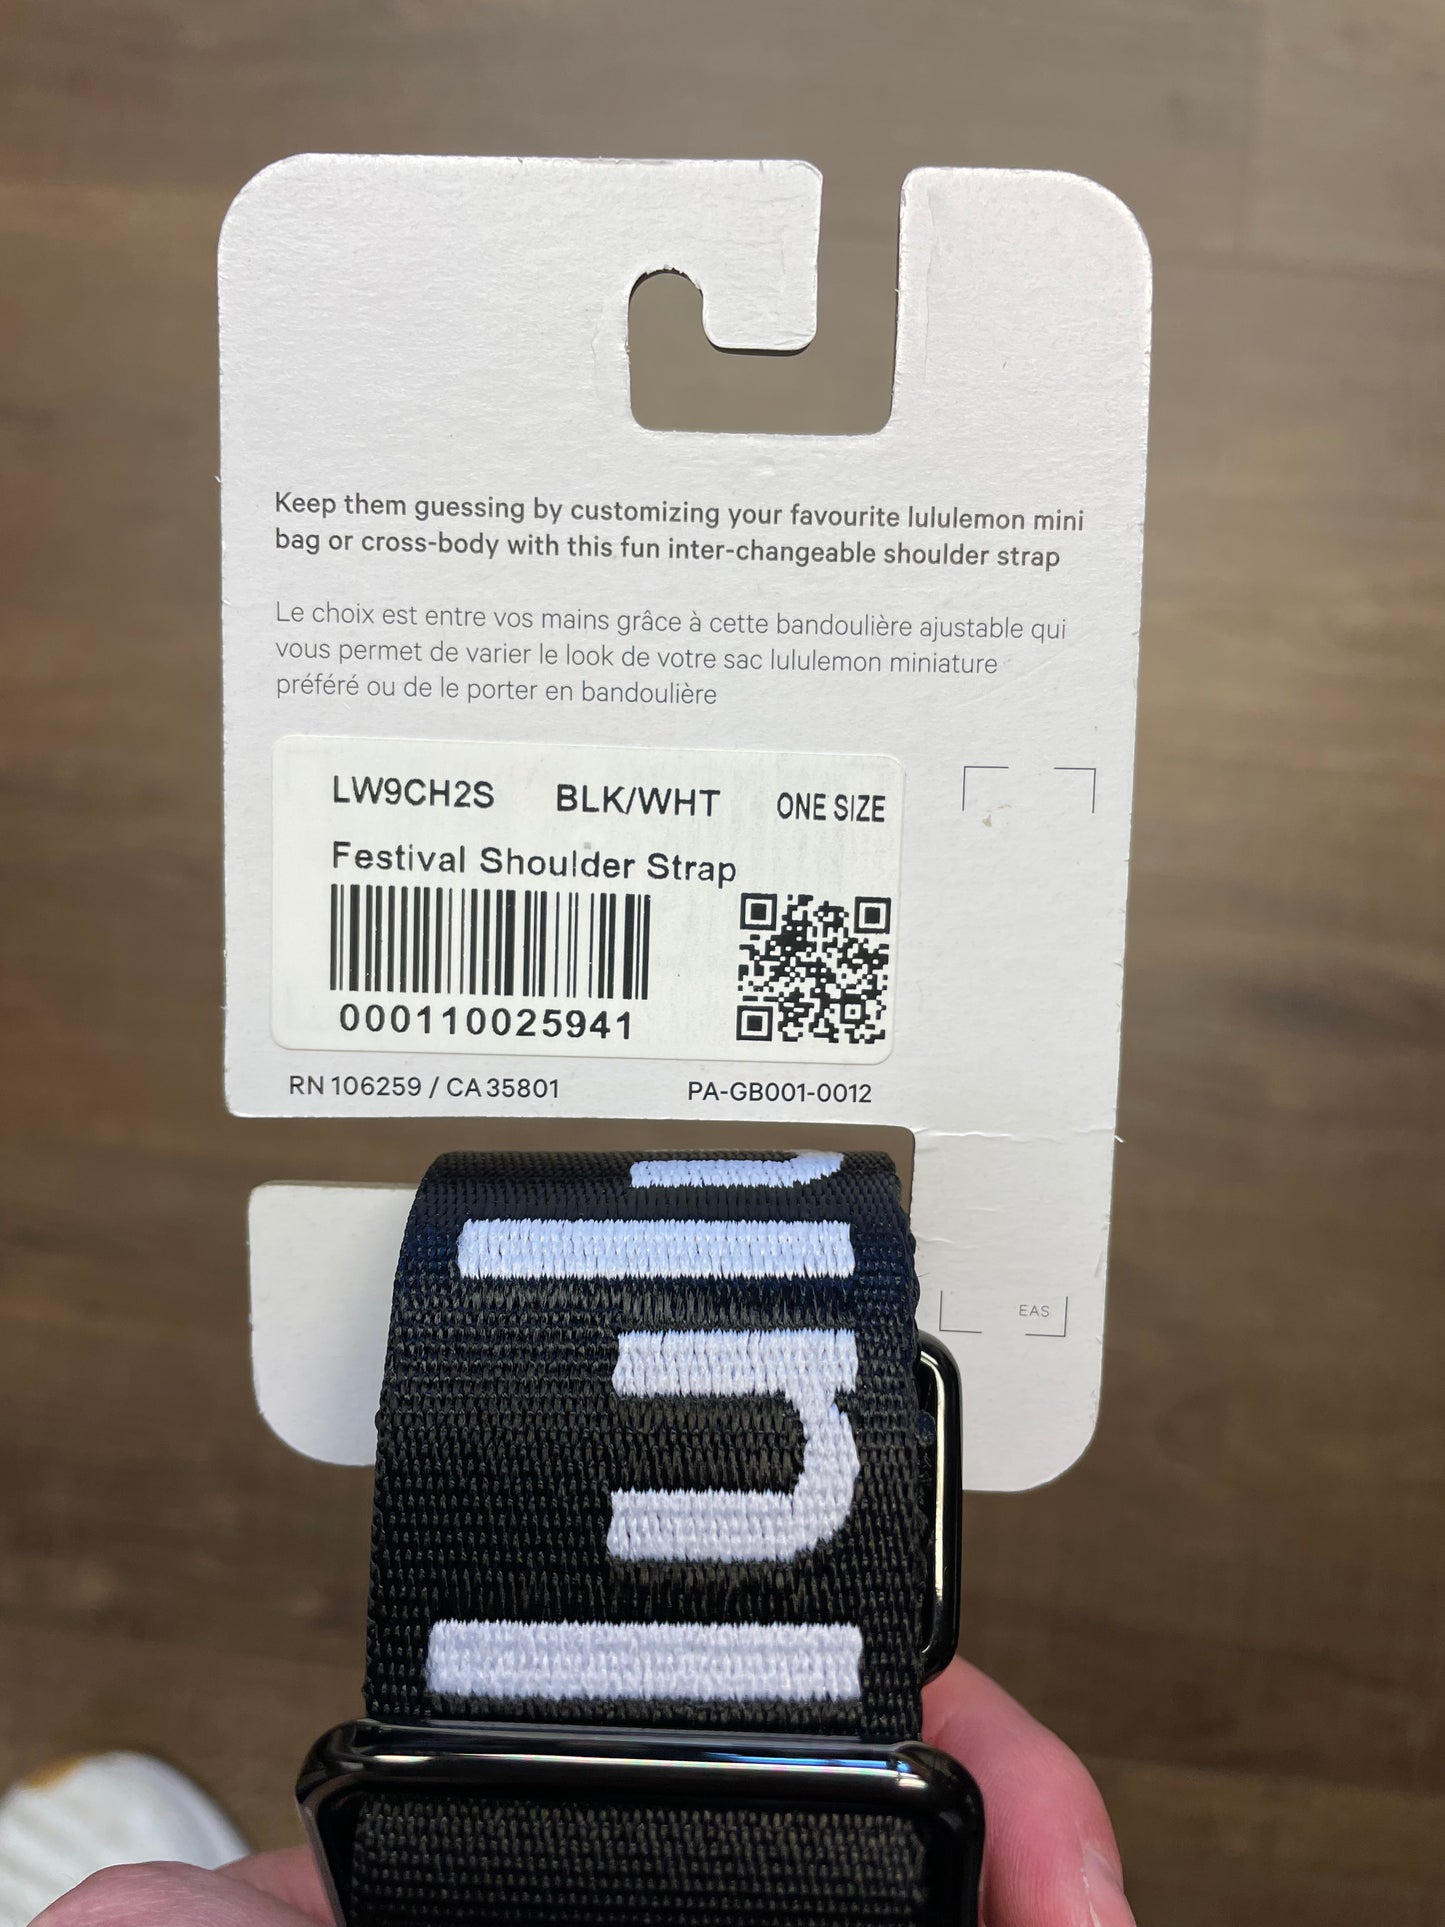 Keep them guessing by customizing your favourite lululemon mini
bag or cross-body with this fun inter-changeable shoulder strap
Le choix est entre vos mains grâce à cette bandoulière ajustable qui
vous permet de varier le look de votre sac lululemon miniature
préféré ou de le porter en bandoulière
LW9CH2S BLK/WHT ONE SIZE
Festival Shoulder Strap
000110025941
RN 106259 / CA 35801 PA-GB001-0012
EAS
lul